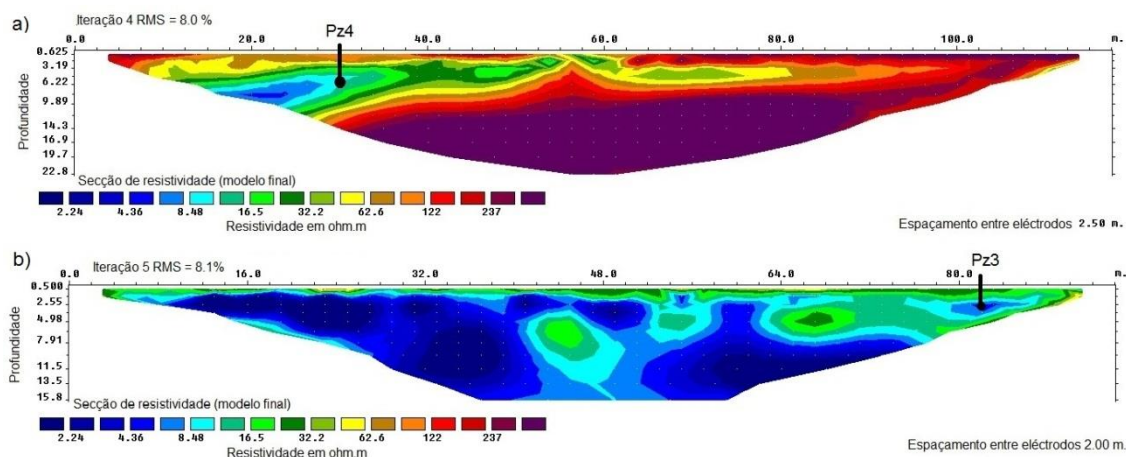 a)
Iteração 4 RMS = 8.0 %
Pz4
0.0 20.0 40.0 60.0 80.0 100.0 m.
Profundidade
0.625
3.19
6.22
9.89
14.3
16.9
19.7
22.8
Secção de resistividade (modelo final)
2.24 4.36 8.48 16.5 32.2 62.6 122 237
Resistividade em ohm.m
Espaçamento entre eléctrodos 2.50 m.
b)
Iteração 5 RMS = 8.1%
Pz3
0.0 16.0 32.0 48.0 64.0 80.0 m.
Profundidade
0.500
2.55
4.98
7.91
11.5
13.5
15.8
Secção de resistividade (modelo final)
2.24 4.36 8.48 16.5 32.2 62.6 122 237
Resistividade em ohm.m
Espaçamento entre eléctrodos 2.00 m.